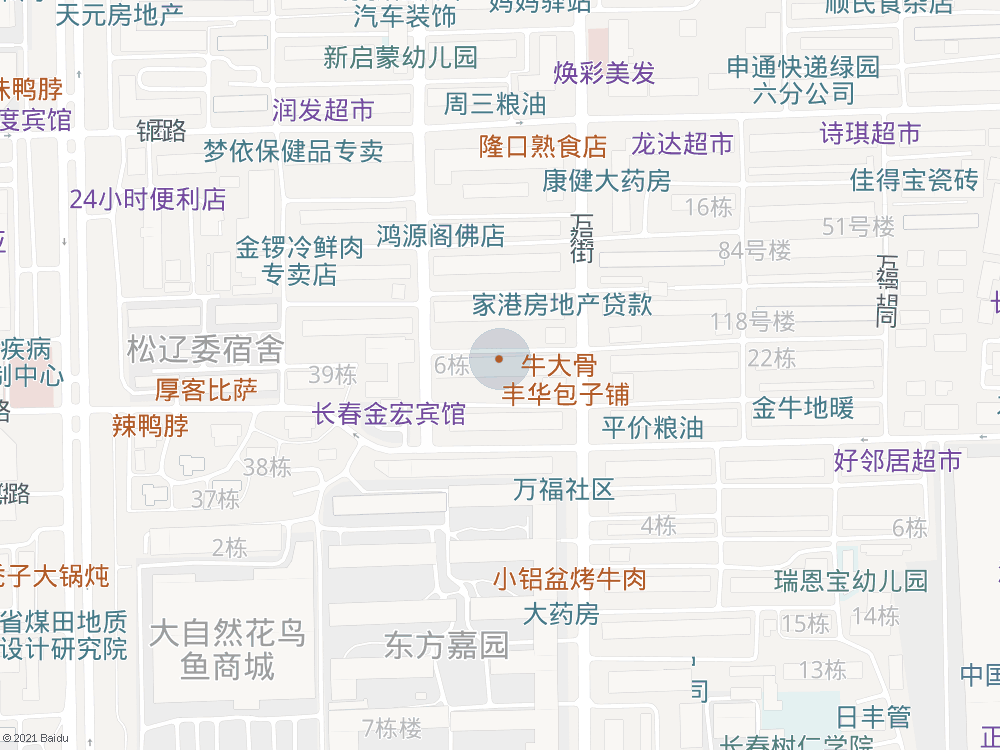 妈妈驿站
顺民食杂店
天元房地产
汽车装饰
新启蒙幼儿园
焕彩美发
申通快递绿园
六分公司
辣鸭脖
周三粮油
润发超市
度宾馆
锦路
诗琪超市
隆口熟食店
龙达超市
梦依保健品专卖
康健大药房
佳得宝瓷砖
24小时便利店
16栋
51号楼
鸿源阁佛店
万福街
金锣冷鲜肉
专卖店
84号楼
万福胡同
家港房地产贷款
118号楼
松辽委宿舍
疾病
制中心
6栋
牛大骨
22栋
39栋
厚客比萨
丰华包子铺
长春金宏宾馆
金牛地暖
路
辣鸭脖
平价粮油
38栋
好邻居超市
万福社区
37栋
路
4栋
6栋
2栋
子大锅炖
小铝盆烤牛肉
瑞恩宝幼儿园
大药房
省煤田地质
设计研究院
大自然花鸟
鱼商城
15栋
14栋
东方嘉园
13栋
中国
司
7栋楼
日丰管
长春树仁学院
正
© 2021 Baidu